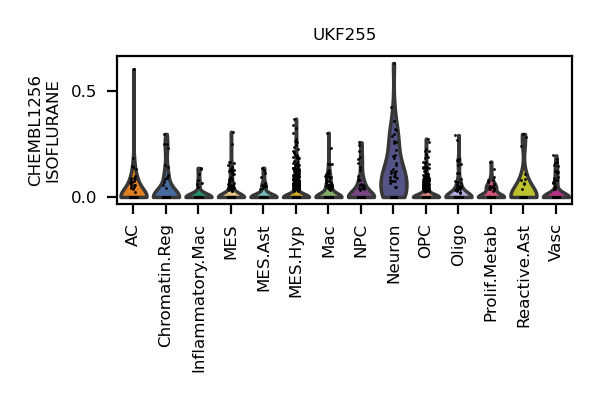 UKF255
CHEMBL1256
ISOFLURANE
0.5
0.0
AC
Chromatin.Reg
Inflammatory.Mac
MES
MES.Ast
MES.Hyp
Mac
NPC
Neuron
OPC
Oligo
Prolif.Metab
Reactive.Ast
Vasc